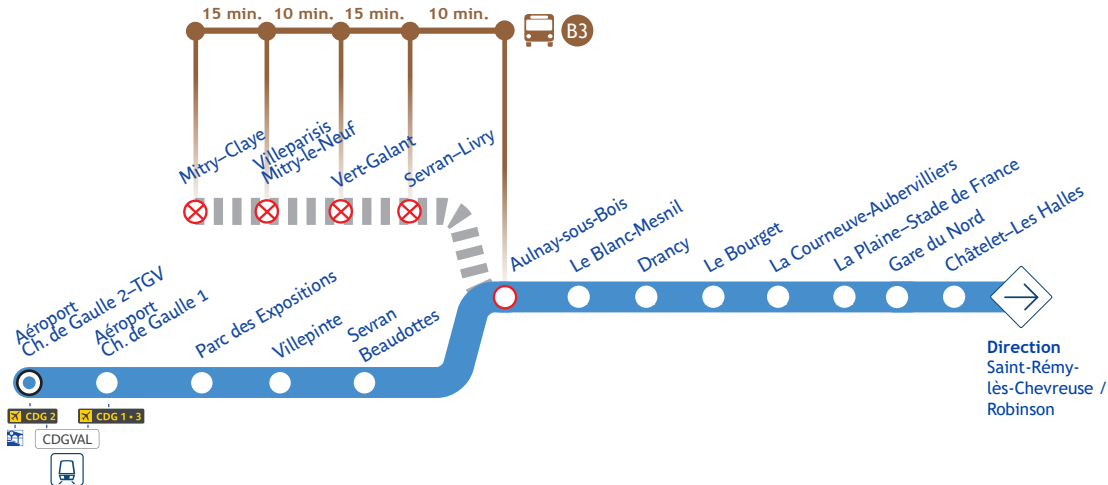 15 min. 10 min. 15 min. 10 min.
B3
Mitry–Claye
Villeparisis
Mitry-le-Neuf
Vert-Galant
Sevran–Livry
Aulnay-sous-Bois
Le Blanc-Mesnil
Drancy
Le Bourget
La Courneuve-Aubervilliers
La Plaine–Stade de France
Gare du Nord
Châtelet–Les Halles
Aéroport
Ch. de Gaulle 2–TGV
Aéroport
Ch. de Gaulle 1
Parc des Expositions
Villepinte
Sevran
Beaudottes
Direction
Saint-Rémy-
lès-Chevreuse /
Robinson
CDG 2
CDG 1 • 3
CDGVAL